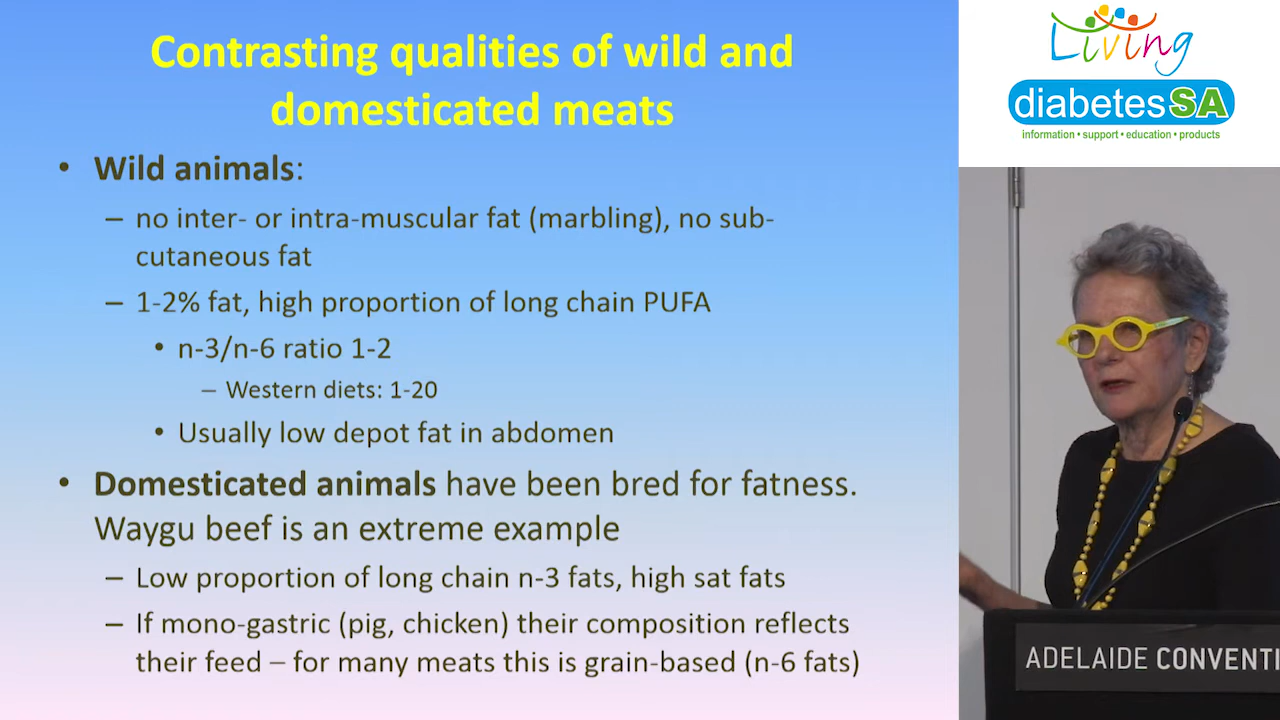 Contrasting qualities of wild and
domesticated meats
• Wild animals:
– no inter- or intra-muscular fat (marbling), no sub-
cutaneous fat
– 1-2% fat, high proportion of long chain PUFA
• n-3/n-6 ratio 1-2
– Western diets: 1-20
• Usually low depot fat in abdomen
• Domesticated animals have been bred for fatness.
Waygu beef is an extreme example
– Low proportion of long chain n-3 fats, high sat fats
– If mono-gastric (pig, chicken) their composition reflects
their feed – for many meats this is grain-based (n-6 fats)
Living
diabetesSA
information • support • education • products
ADELAIDE CONVENTI